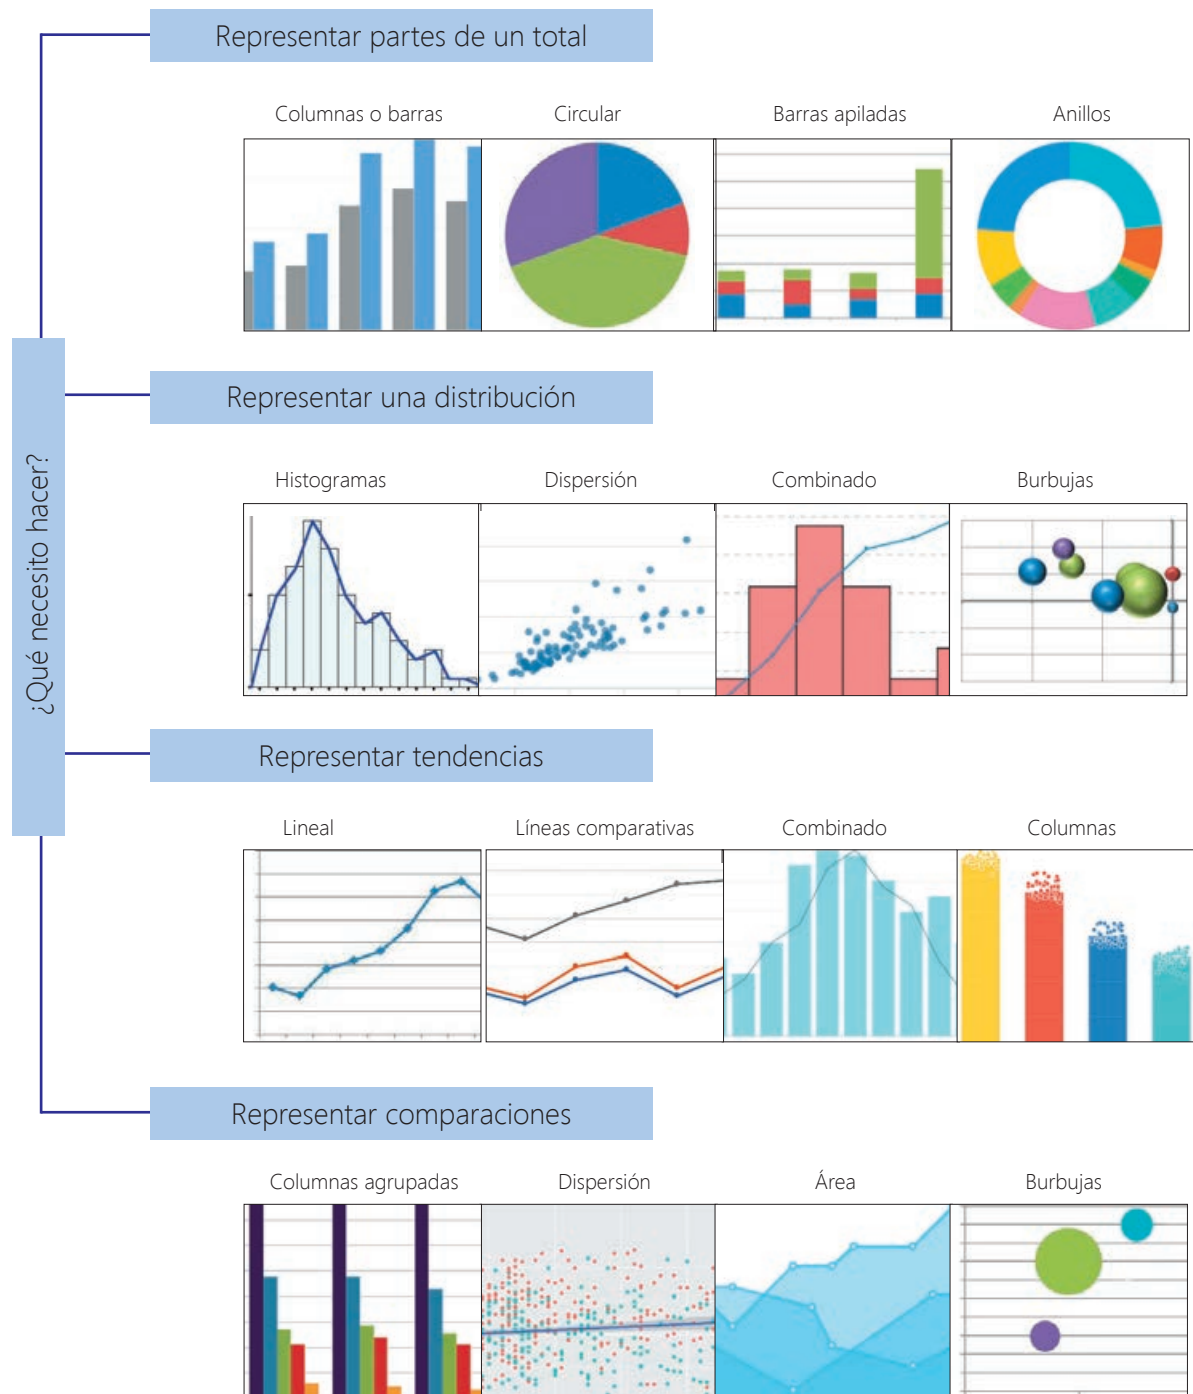 Representar partes de un total
Columnas o barras
Circular
Barras apiladas
Anillos
¿Qué necesito hacer?
Representar una distribución
Histogramas
Dispersión
Combinado
Burbujas
Representar tendencias
Lineal
Líneas comparativas
Combinado
Columnas
Representar comparaciones
Columnas agrupadas
Dispersión
Área
Burbujas